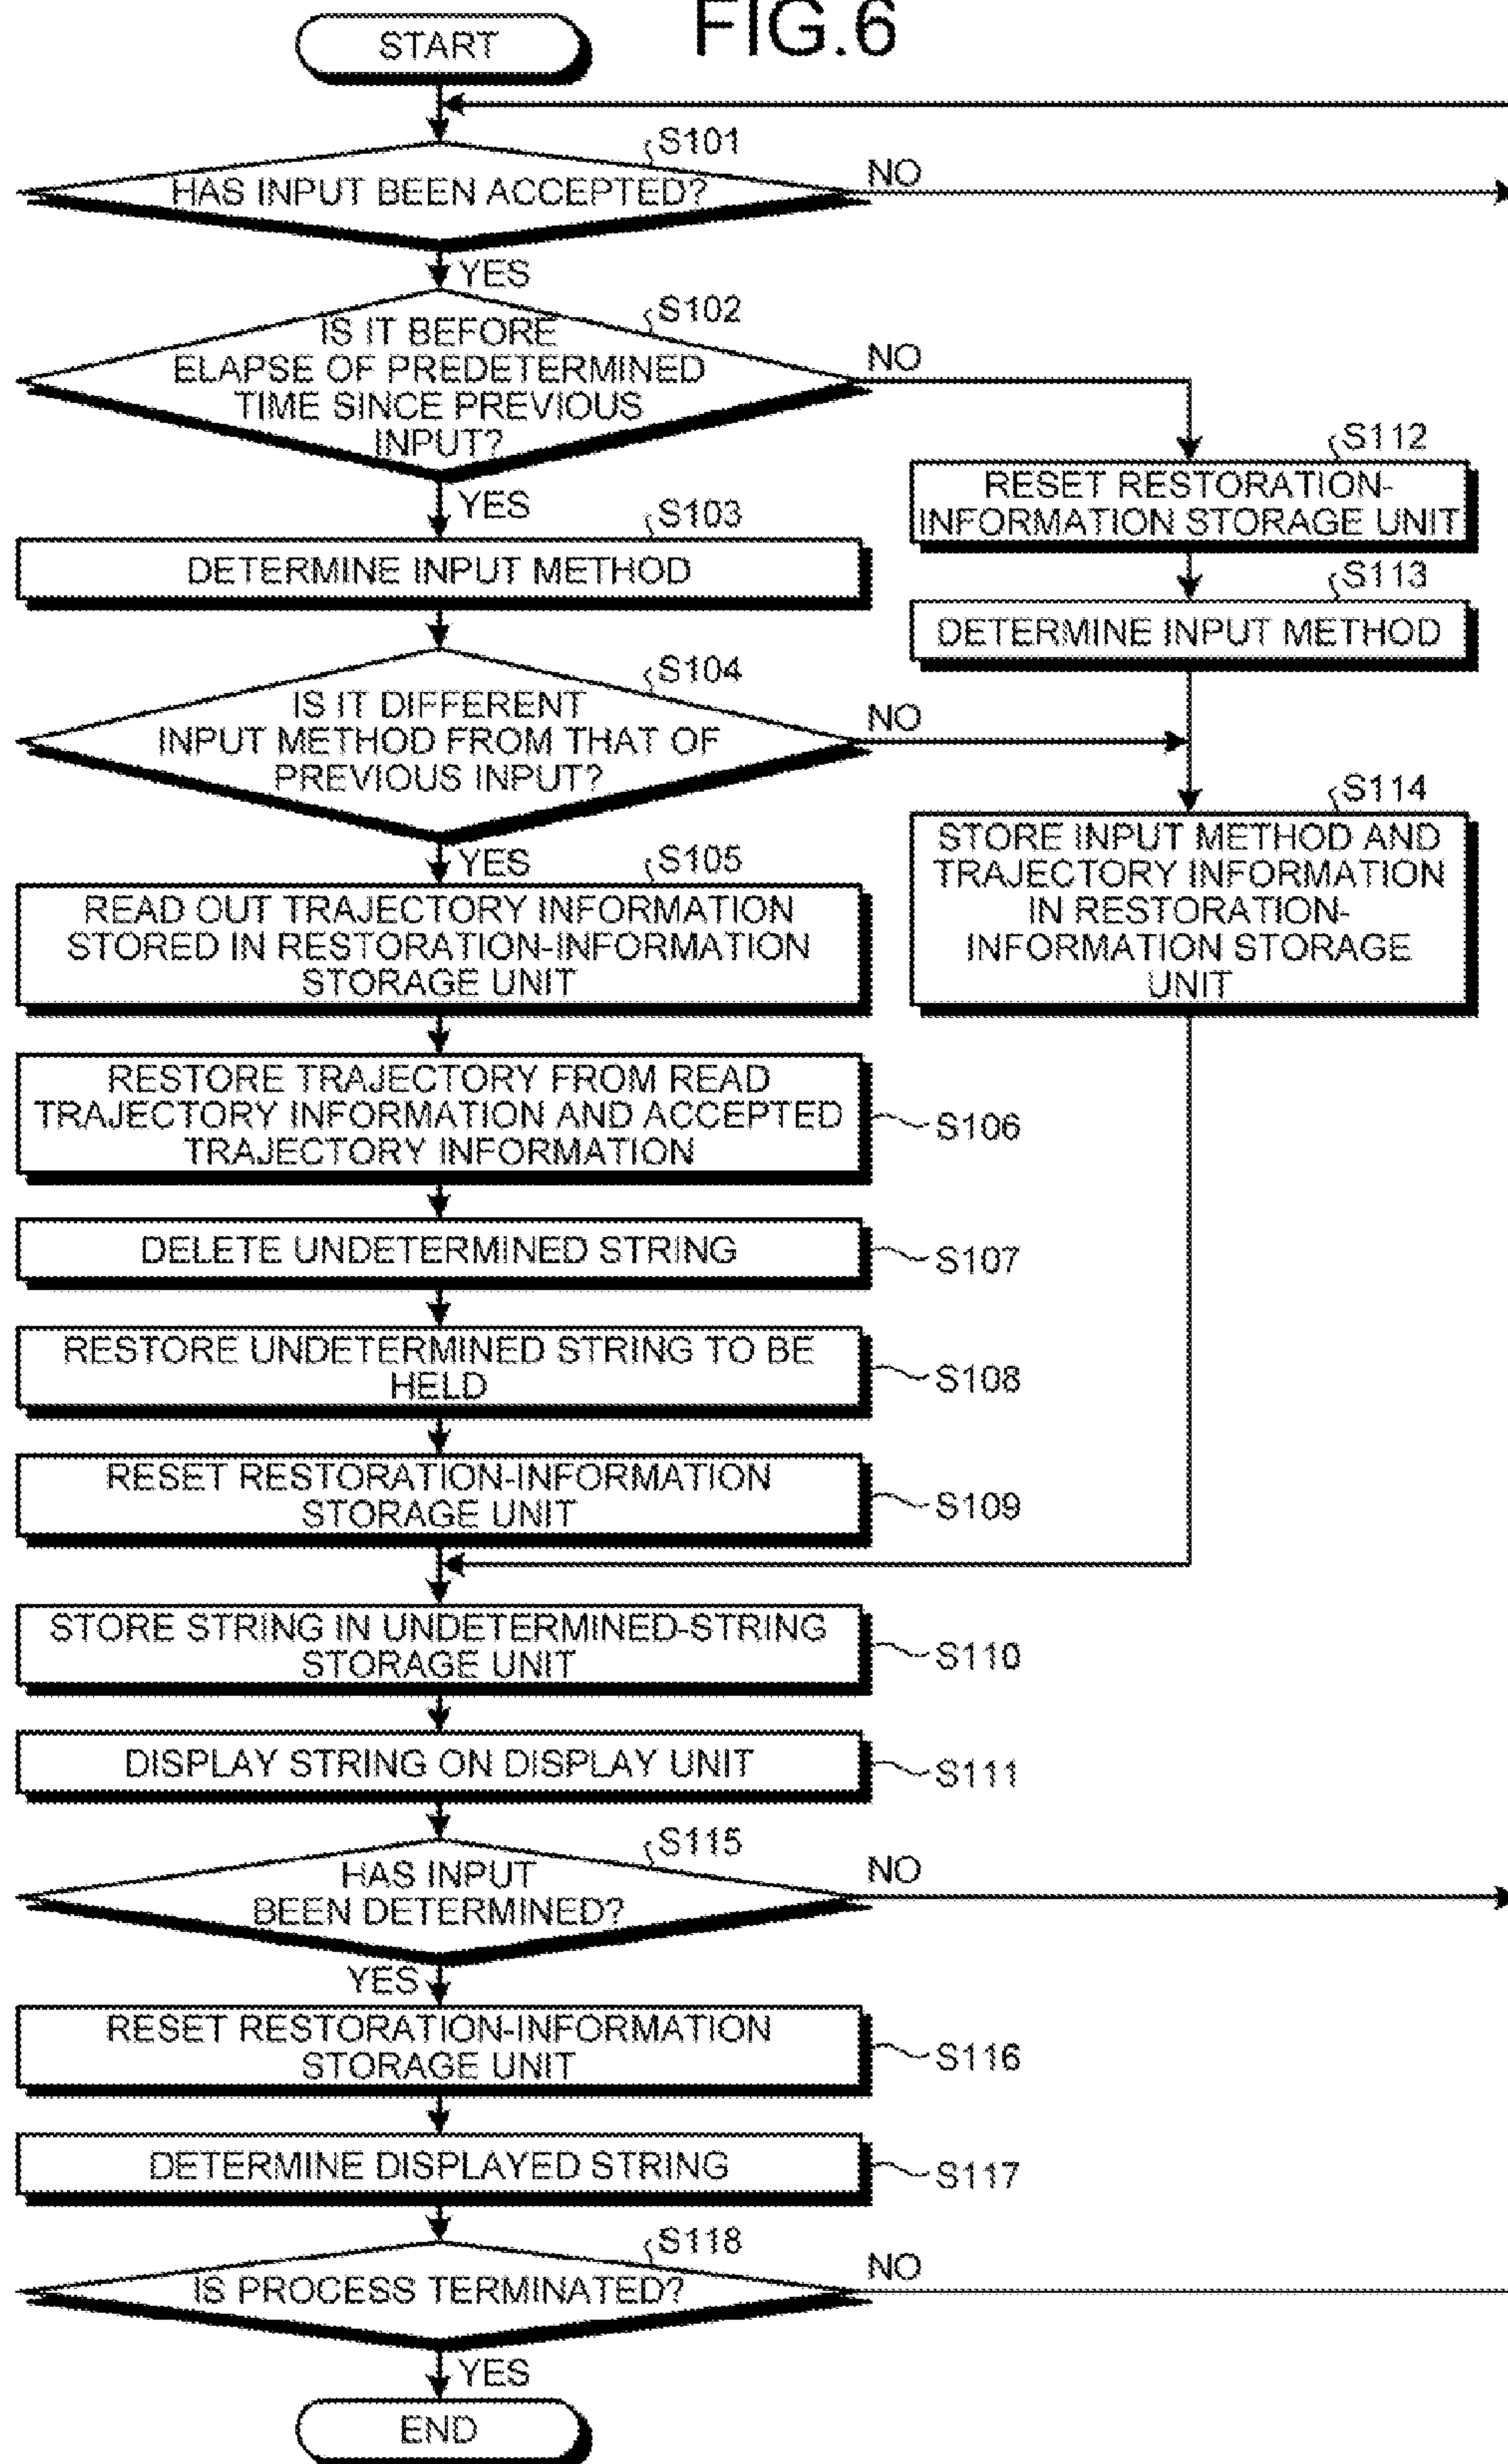 FIG.6
START
S101
HAS INPUT BEEN ACCEPTED?
NO
YES
S102
IS IT BEFORE
ELAPSE OF PREDETERMINED
TIME SINCE PREVIOUS
INPUT?
NO
YES
S112
RESET RESTORATION-
INFORMATION STORAGE UNIT
S103
DETERMINE INPUT METHOD
S113
DETERMINE INPUT METHOD
S104
IS IT DIFFERENT
INPUT METHOD FROM THAT OF
PREVIOUS INPUT?
NO
YES
S114
STORE INPUT METHOD AND
TRAJECTORY INFORMATION
IN RESTORATION-
INFORMATION STORAGE
UNIT
S105
READ OUT TRAJECTORY INFORMATION
STORED IN RESTORATION-INFORMATION
STORAGE UNIT
RESTORE TRAJECTORY FROM READ
TRAJECTORY INFORMATION AND ACCEPTED
TRAJECTORY INFORMATION
S106
DELETE UNDETERMINED STRING
S107
RESTORE UNDETERMINED STRING TO BE
HELD
S108
RESET RESTORATION-INFORMATION
STORAGE UNIT
S109
STORE STRING IN UNDETERMINED-STRING
STORAGE UNIT
S110
DISPLAY STRING ON DISPLAY UNIT
S111
S115
HAS INPUT
BEEN DETERMINED?
NO
YES
RESET RESTORATION-INFORMATION
STORAGE UNIT
S116
DETERMINE DISPLAYED STRING
S117
S118
IS PROCESS TERMINATED?
NO
YES
END